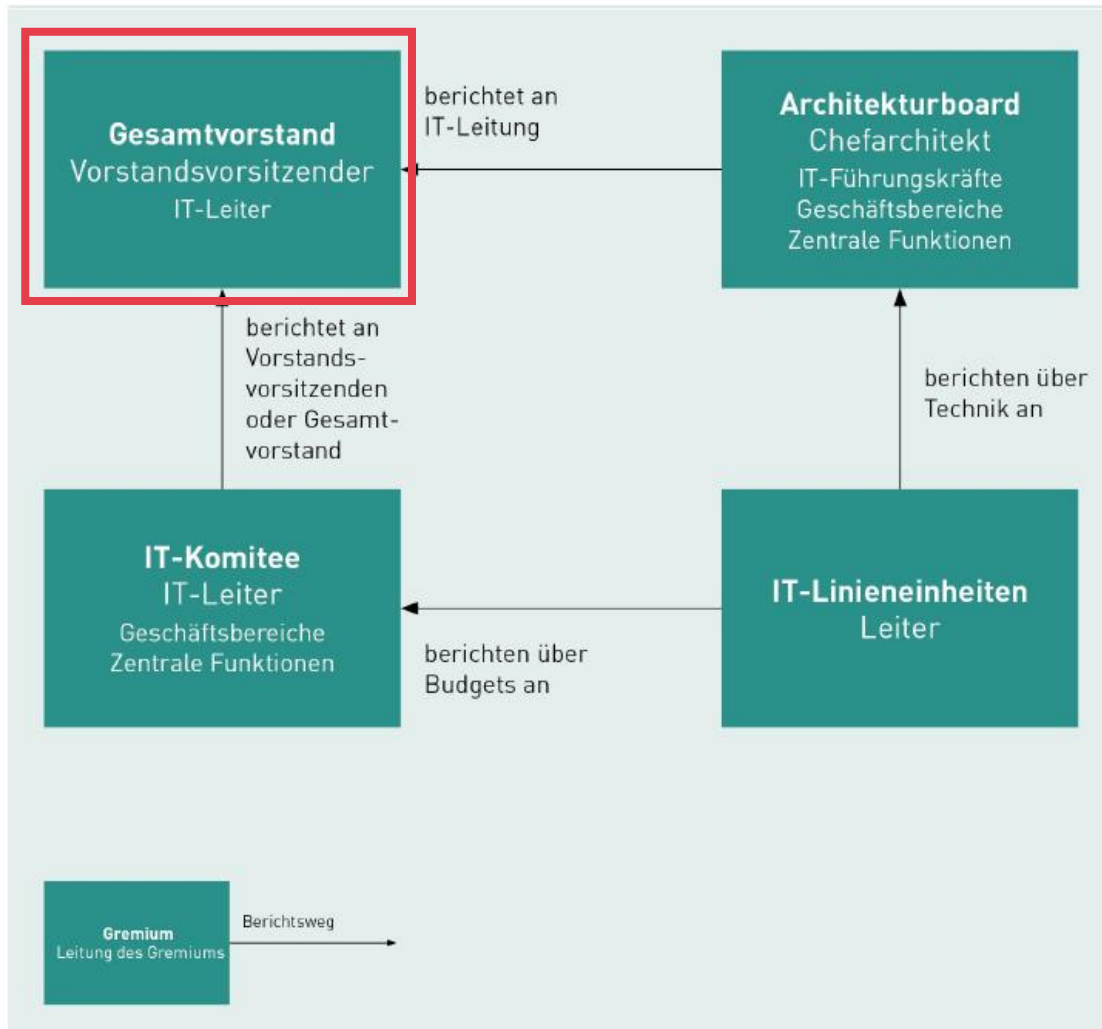 Gesamtvorstand
Vorstandsvorsitzender
IT-Leiter
berichtet an
IT-Leitung
Architekturboard
Chefarchitekt
IT-Führungskräfte
Geschäftsbereiche
Zentrale Funktionen
berichtet an
Vorstands-
vorsitzenden
oder Gesamt-
vorstand
berichten über
Technik an
IT-Komitee
IT-Leiter
Geschäftsbereiche
Zentrale Funktionen
berichten über
Budgets an
IT-Linieneinheiten
Leiter
Gremium
Leitung des Gremiums
Berichtsweg